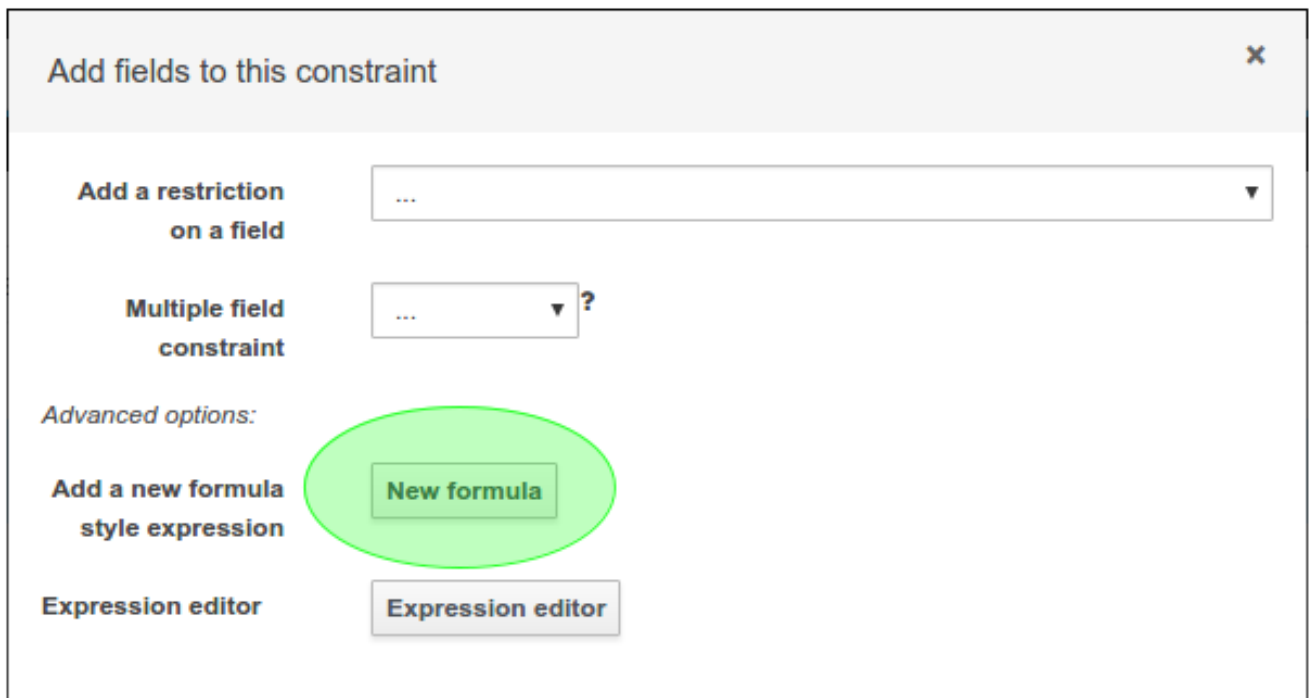 Add fields to this constraint
×
Add a restriction
on a field
...
Multiple field
constraint
...
?
Advanced options:
Add a new formula
style expression
New formula
Expression editor
Expression editor